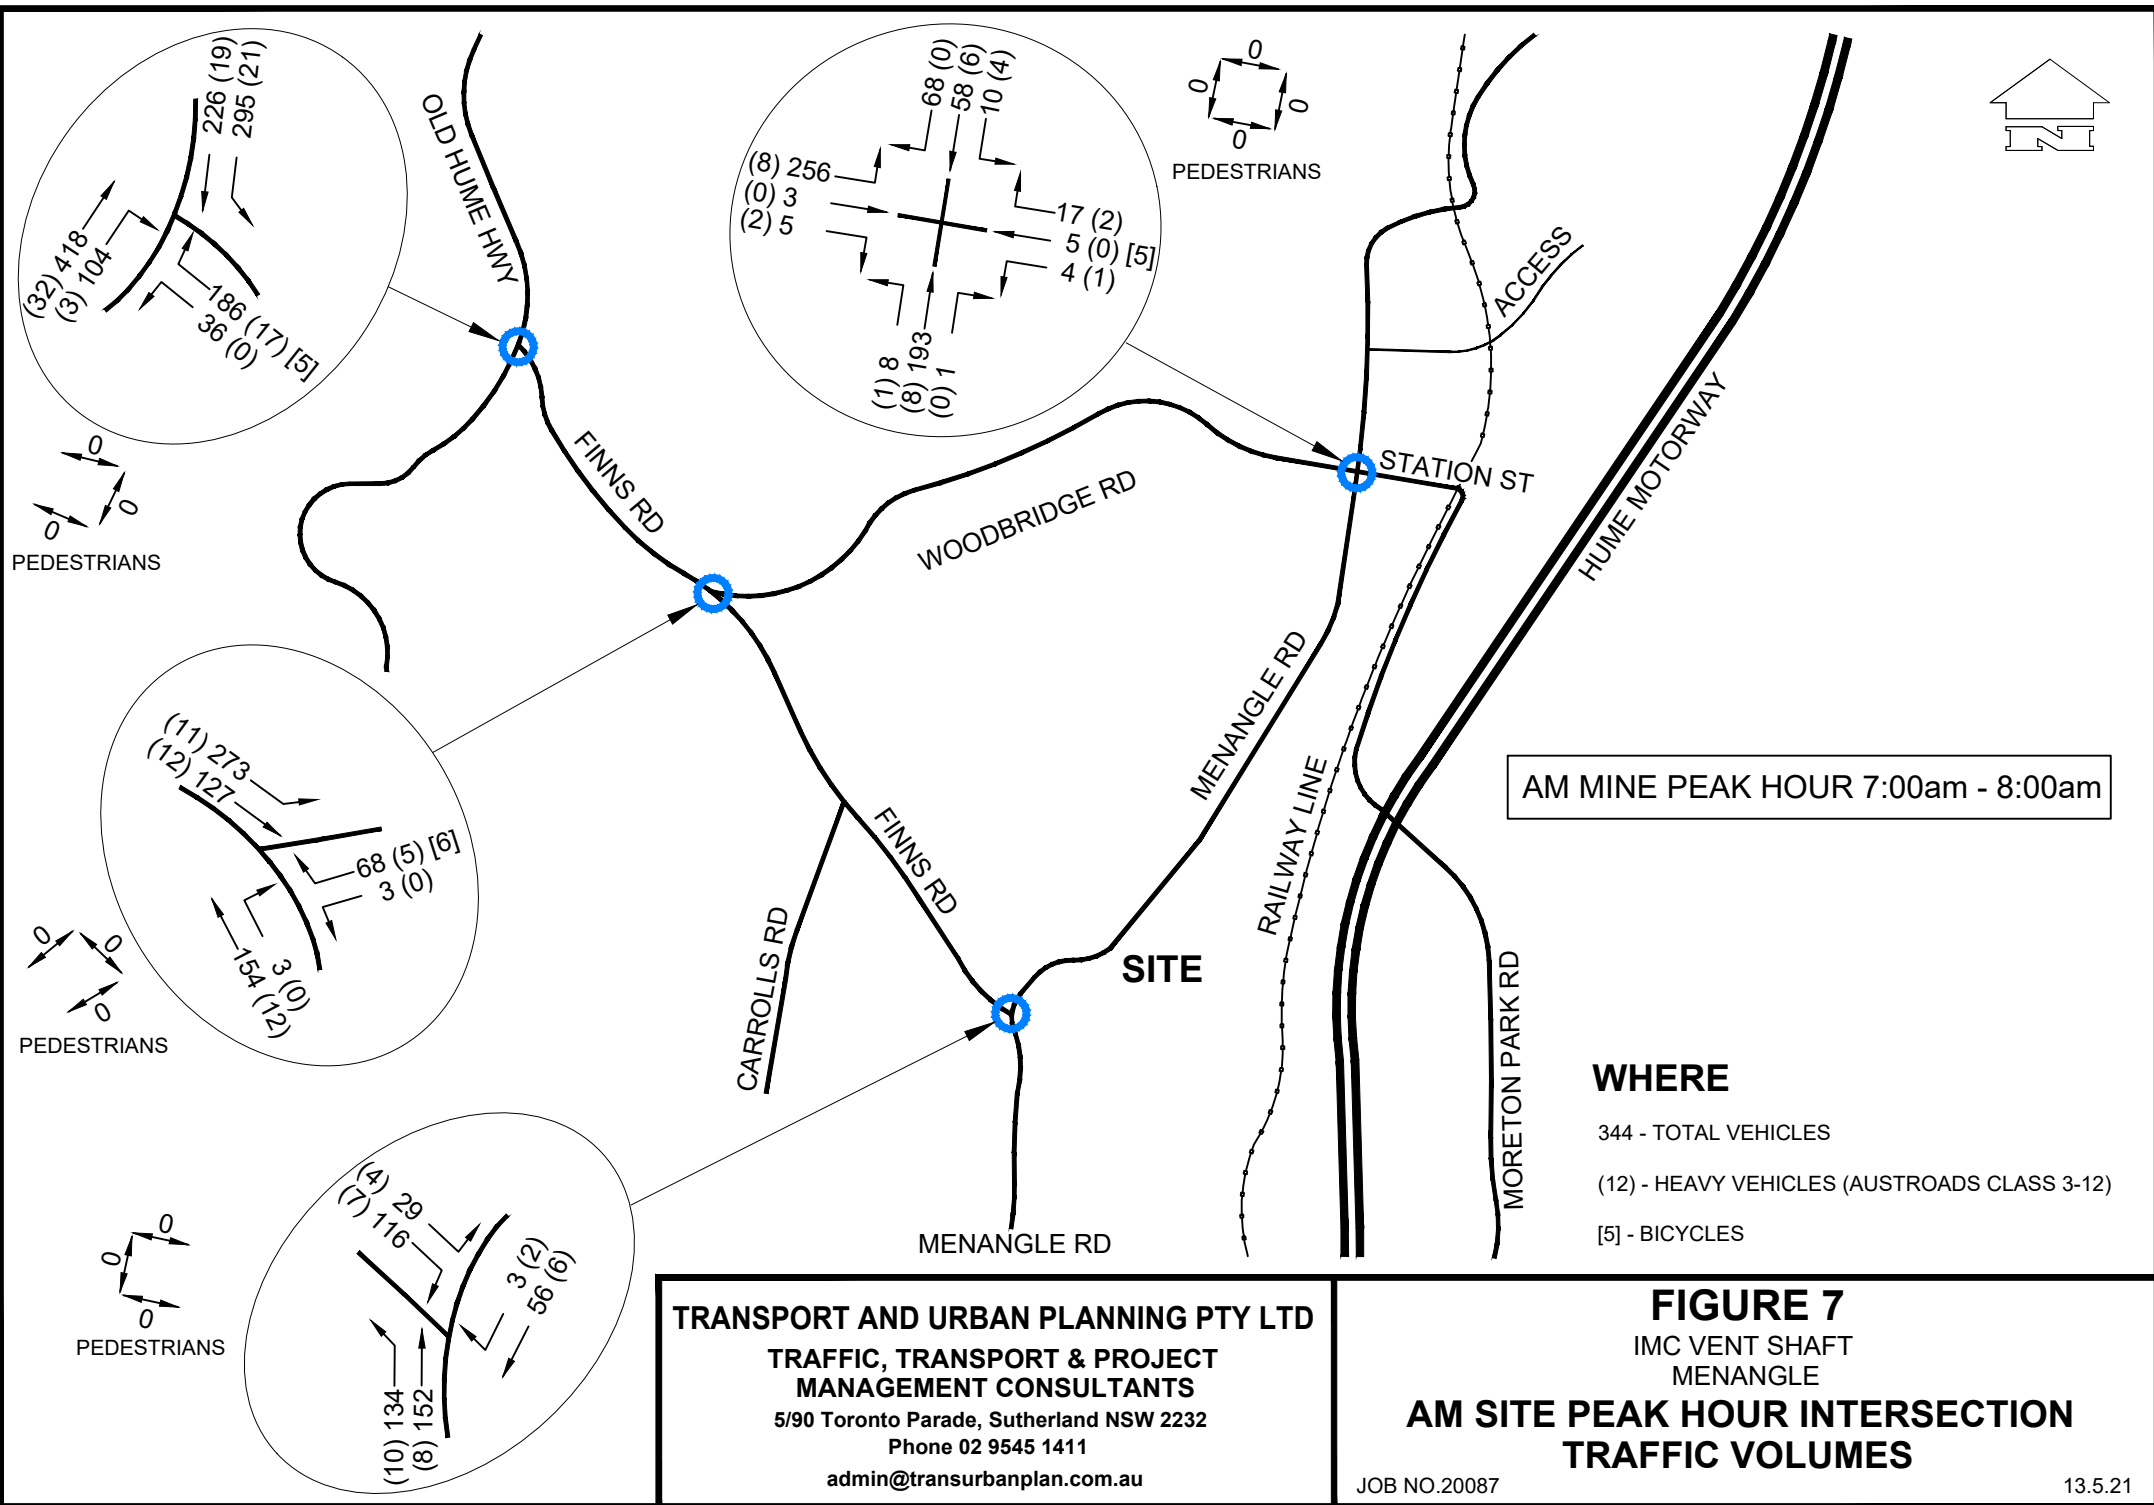 226 (19)
295 (21)
(32) 418
(3) 104
186 (17) [5]
36 (0)
OLD HUME HWY
68 (0)
58 (6)
10 (4)
(8) 256
(0) 3
(2) 5
17 (2)
5 (0) [5]
4 (1)
(1) 8
(8) 193
(0) 1
0
0
0
0
PEDESTRIANS
N
ACCESS
0
0
0
PEDESTRIANS
FINNS RD
WOODBRIDGE RD
STATION ST
HUME MOTORWAY
MENANGLE RD
RAILWAY LINE
AM MINE PEAK HOUR 7:00am - 8:00am
(11) 273
(12) 127
68 (5) [6]
3 (0)
3 (0)
154 (12)
0
0
0
PEDESTRIANS
FINNS RD
CARROLLS RD
SITE
MORETON PARK RD
MENANGLE RD
WHERE
344 - TOTAL VEHICLES
(12) - HEAVY VEHICLES (AUSTROADS CLASS 3-12)
[5] - BICYCLES
(4) 29
(7) 116
3 (2)
56 (6)
(10) 134
(8) 152
0
0
0
PEDESTRIANS
TRANSPORT AND URBAN PLANNING PTY LTD
TRAFFIC, TRANSPORT & PROJECT
MANAGEMENT CONSULTANTS
5/90 Toronto Parade, Sutherland NSW 2232
Phone 02 9545 1411
admin@transurbanplan.com.au
FIGURE 7
IMC VENT SHAFT
MENANGLE
AM SITE PEAK HOUR INTERSECTION
TRAFFIC VOLUMES
JOB NO.20087
13.5.21